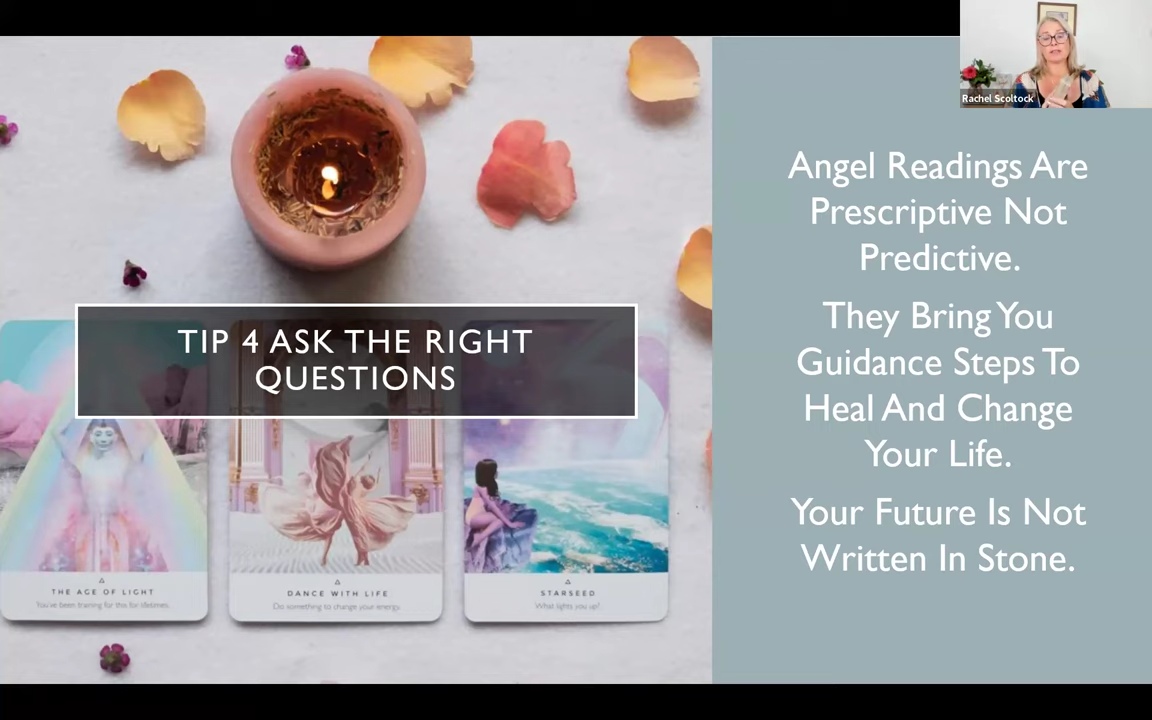 Rachel Scoltock
TIP 4 ASK THE RIGHT
QUESTIONS
THE AGE OF LIGHT
You've been training for this for lifetimes.
DANCE WITH LIFE
Do something to change your energy.
STARSEED
What lights you up?
Angel Readings Are
Prescriptive Not
Predictive.
They Bring You
Guidance Steps To
Heal And Change
Your Life.
Your Future Is Not
Written In Stone.